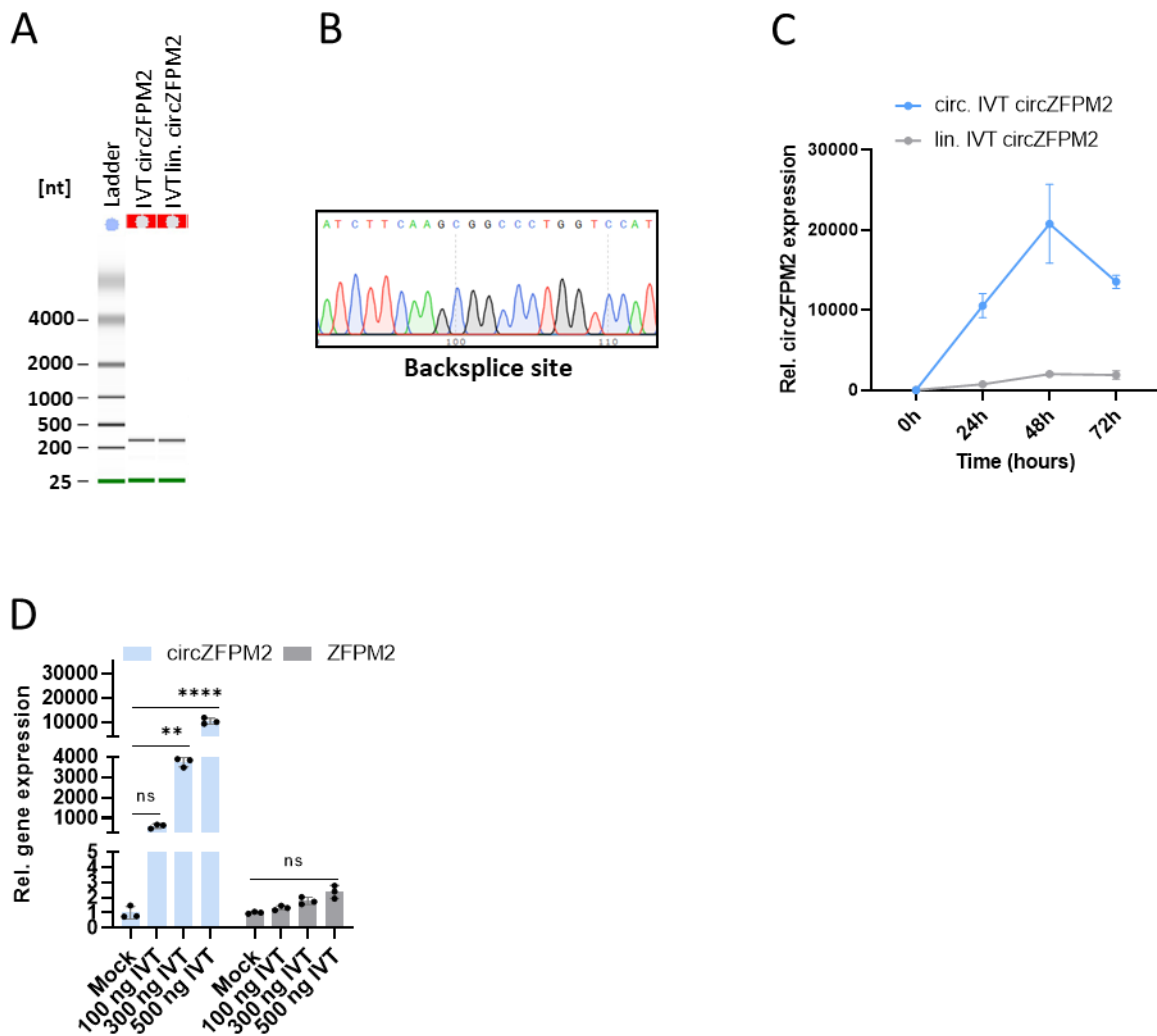 A
B
C
D
[nt]
Ladder
IVT circZFPM2
IVT lin. circZFPM2
4000
2000
1000
500
200
25
ATCTTCAAGCGGCCCTGGTCCAT
100
110
Backsplice site
circ. IVT circZFPM2
lin. IVT circZFPM2
Rel. circZFPM2 expression
30000
20000
10000
0
0h
24h
48h
72h
Time (hours)
circZFPM2
ZFPM2
Rel. gene expression
30000
20000
10000
4000
3000
2000
1000
5
4
3
2
1
0
ns
**
****
ns
Mock
100 ng IVT
300 ng IVT
500 ng IVT
Mock
100 ng IVT
300 ng IVT
500 ng IVT